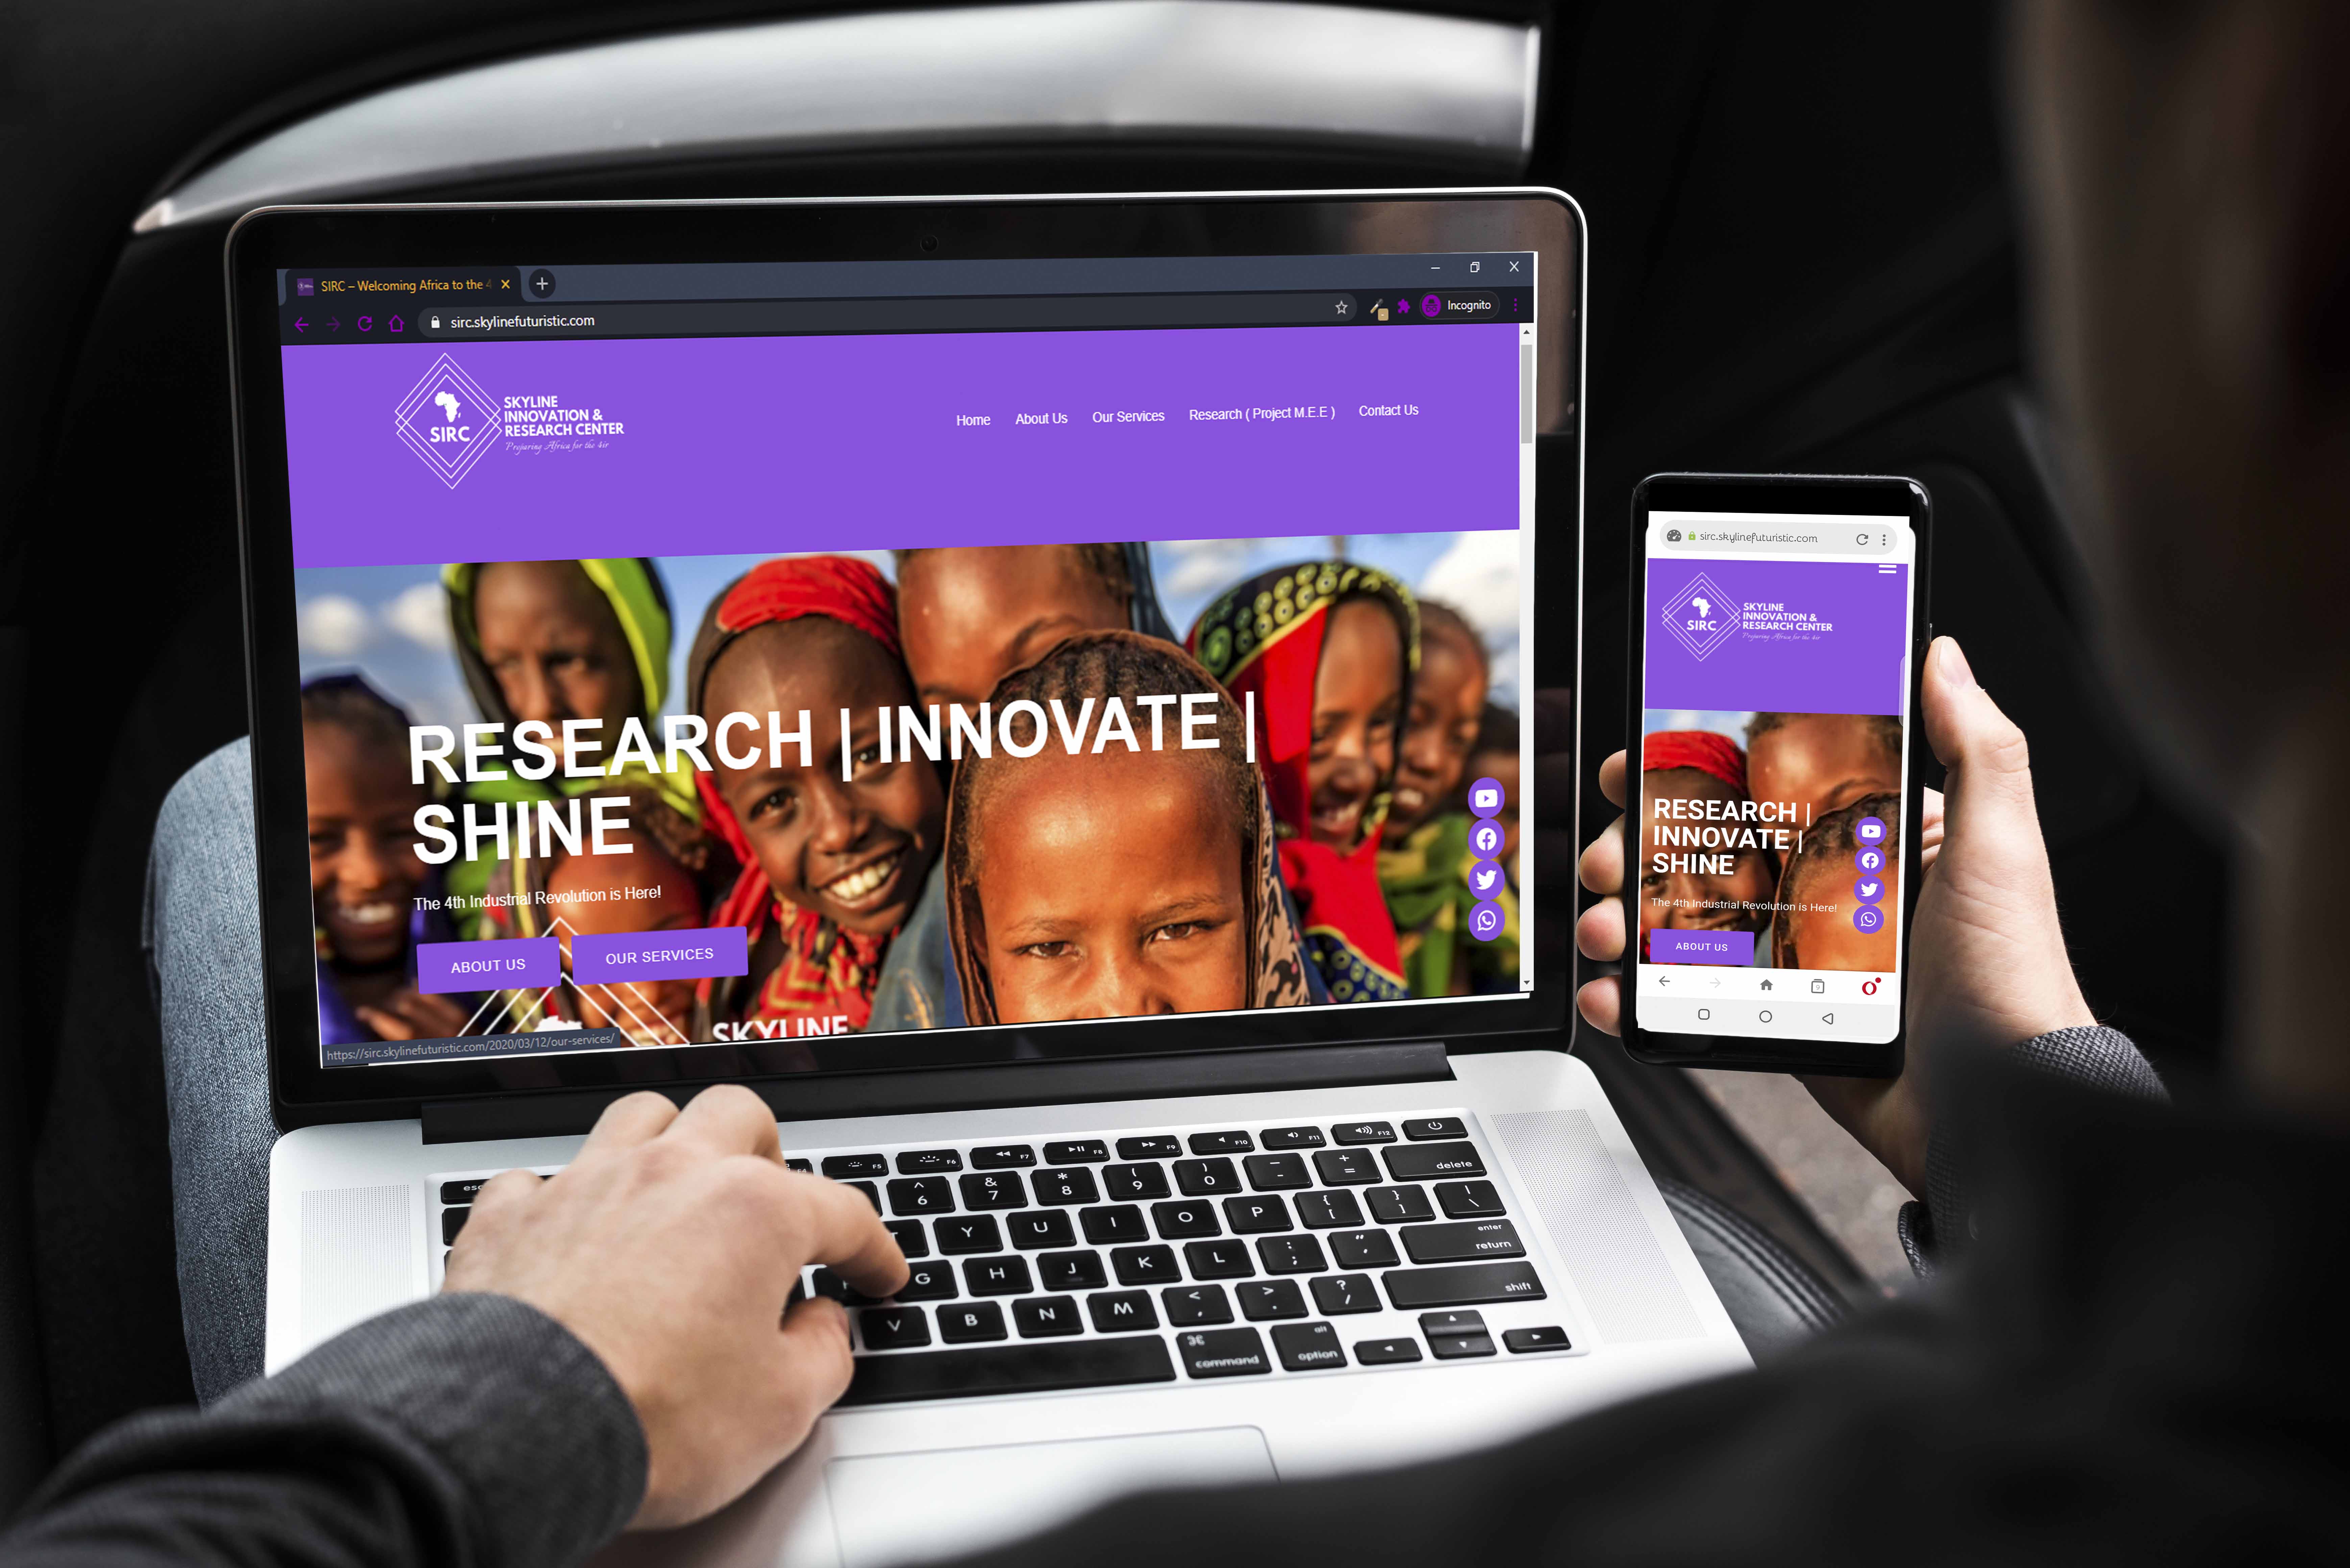 SIRC – Welcoming Africa to the 4
sirc.skylinefuturistic.com
Incognito
SIRC
SKYLINE
INNOVATION &
RESEARCH CENTER
"Preparing Africa for the 4ir
Home About Us Our Services Research ( Project M.E.E ) Contact Us
RESEARCH | INNOVATE |
SHINE
The 4th Industrial Revolution is Here!
ABOUT US OUR SERVICES
SKYLINE
https://sirc.skylinefuturistic.com/2020/03/12/our-services/
sirc.skylinefuturistic.com
SIRC
SKYLINE
INNOVATION &
RESEARCH CENTER
"Preparing Africa for the 4ir
RESEARCH |
INNOVATE |
SHINE
The 4th Industrial Revolution is Here!
ABOUT US
esc F5 F6 F7 F8 F9 F10 F11 F12
^ 6 & 7 * 8 ( 9 ) 0 – - + = delete
Y U I O P { [ } ] | \
G H J K L : ; " ' enter return
V B N M < , > . ? / shift
⌘ command alt option